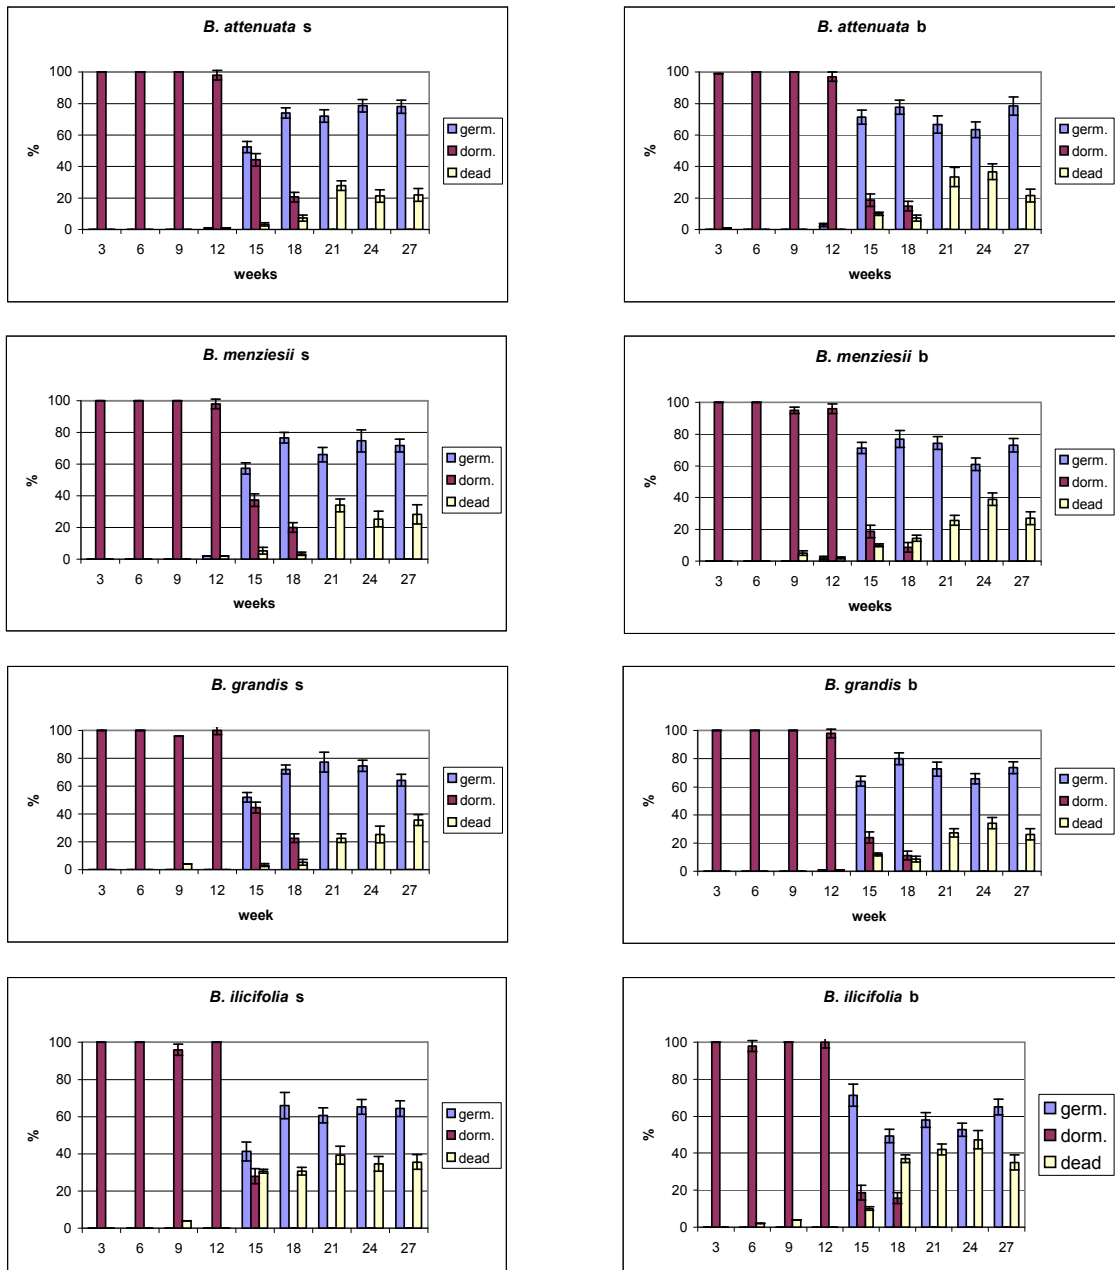 B. attenuata s
100
80
60
40
20
0
%
3 6 9 12 15 18 21 24 27
weeks
germ.
dorm.
dead
B. attenuata b
100
80
60
40
20
0
%
3 6 9 12 15 18 21 24 27
weeks
germ.
dorm.
dead
B. menziesii s
100
80
60
40
20
0
%
3 6 9 12 15 18 21 24 27
weeks
germ.
dorm.
dead
B. menziesii b
100
80
60
40
20
0
%
3 6 9 12 15 18 21 24 27
weeks
germ.
dorm.
dead
B. grandis s
100
80
60
40
20
0
%
3 6 9 12 15 18 21 24 27
week
germ.
dorm.
dead
B. grandis b
100
80
60
40
20
0
%
3 6 9 12 15 18 21 24 27
week
germ.
dorm.
dead
B. ilicifolia s
100
80
60
40
20
0
%
3 6 9 12 15 18 21 24 27
germ.
dorm.
dead
B. ilicifolia b
100
80
60
40
20
0
%
3 6 9 12 15 18 21 24 27
germ.
dorm.
dead